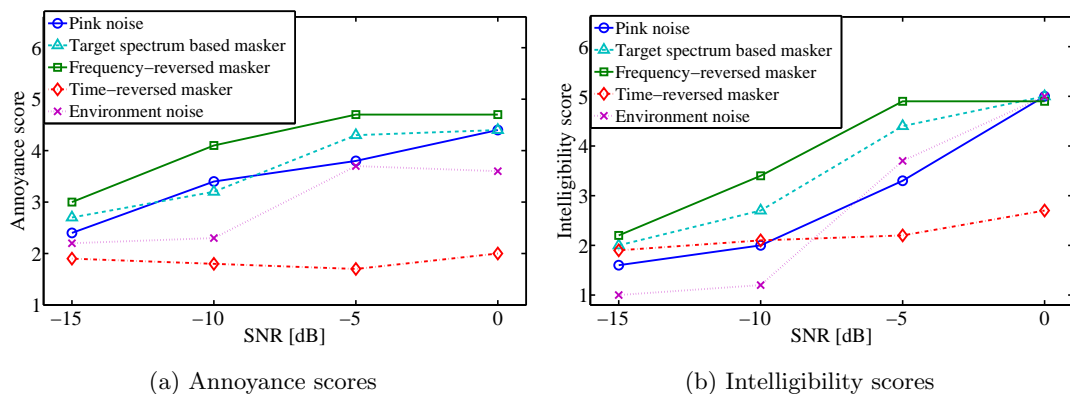 Pink noise
Target spectrum based masker
Frequency−reversed masker
Time−reversed masker
Environment noise
6
5
4
3
2
1
Annoyance score
−15
−10
−5
0
SNR [dB]
(a) Annoyance scores
Pink noise
Target spectrum based masker
Frequency−reversed masker
Time−reversed masker
Environment noise
6
5
4
3
2
1
Intelligibility score
−15
−10
−5
0
SNR [dB]
(b) Intelligibility scores